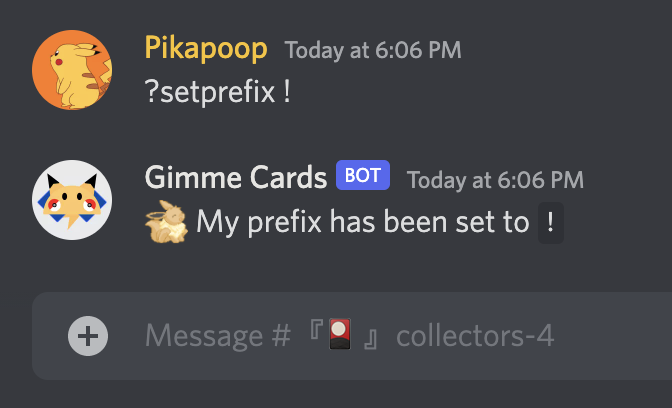 Pikapoop Today at 6:06 PM
?setprefix !
Gimme Cards BOT Today at 6:06 PM
My prefix has been set to !
Message # 『🎴 』 collectors-4